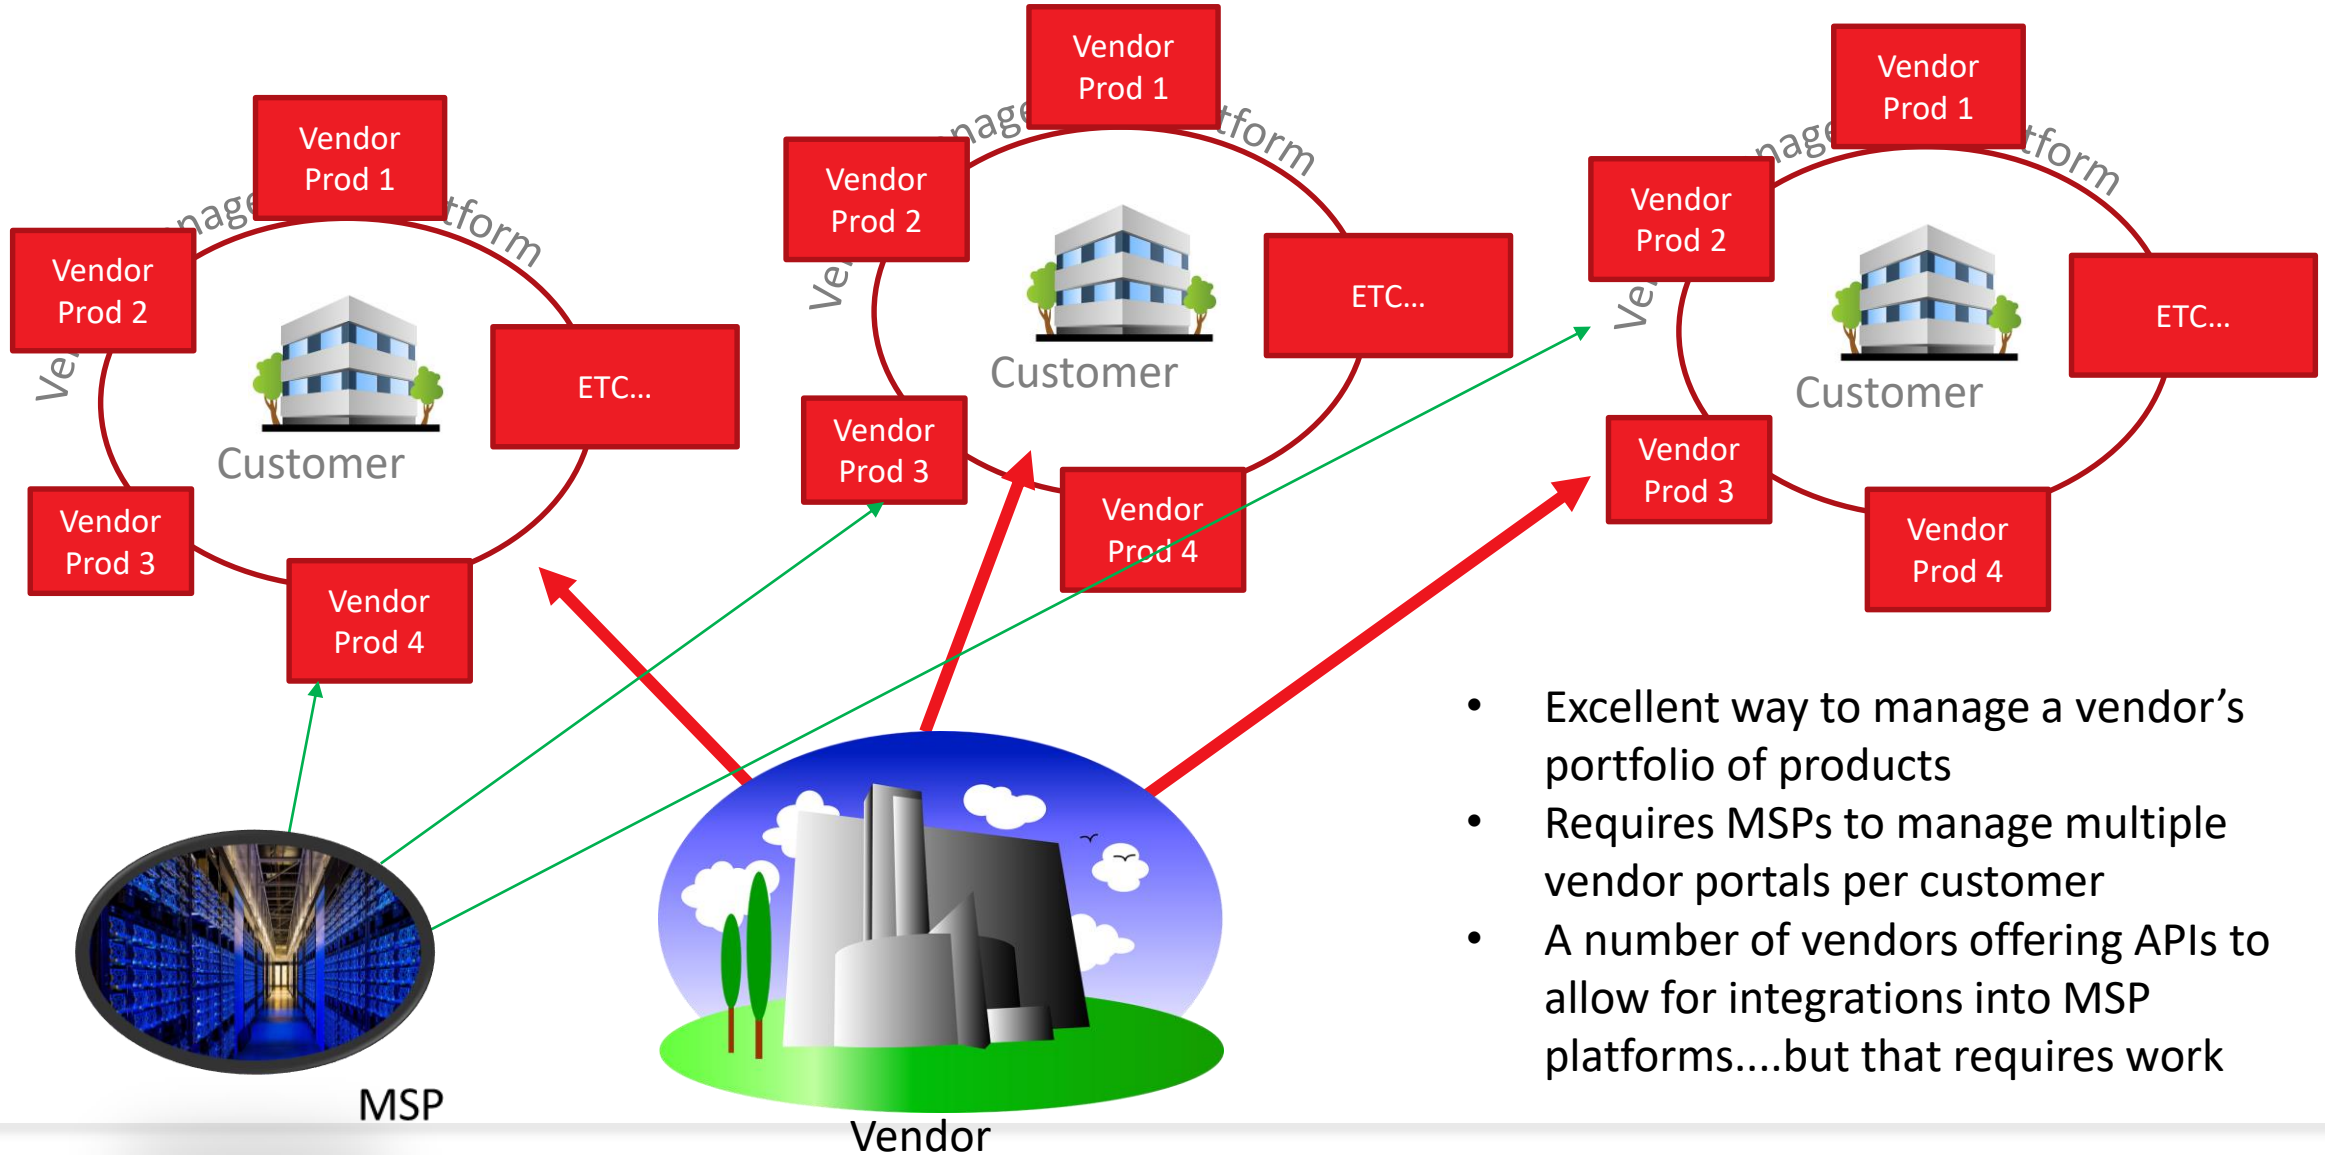 Vendor
Prod 1
Vendor
Prod 2
Vendor
Prod 3
Vendor
Prod 4
ETC...
Customer
Vendor
Prod 1
Vendor
Prod 2
Vendor
Prod 3
Vendor
Prod 4
ETC...
Customer
Vendor
Prod 1
Vendor
Prod 2
Vendor
Prod 3
Vendor
Prod 4
ETC...
Customer
• Excellent way to manage a vendor’s
portfolio of products
• Requires MSPs to manage multiple
vendor portals per customer
• A number of vendors offering APIs to
allow for integrations into MSP
platforms....but that requires work
MSP
Vendor